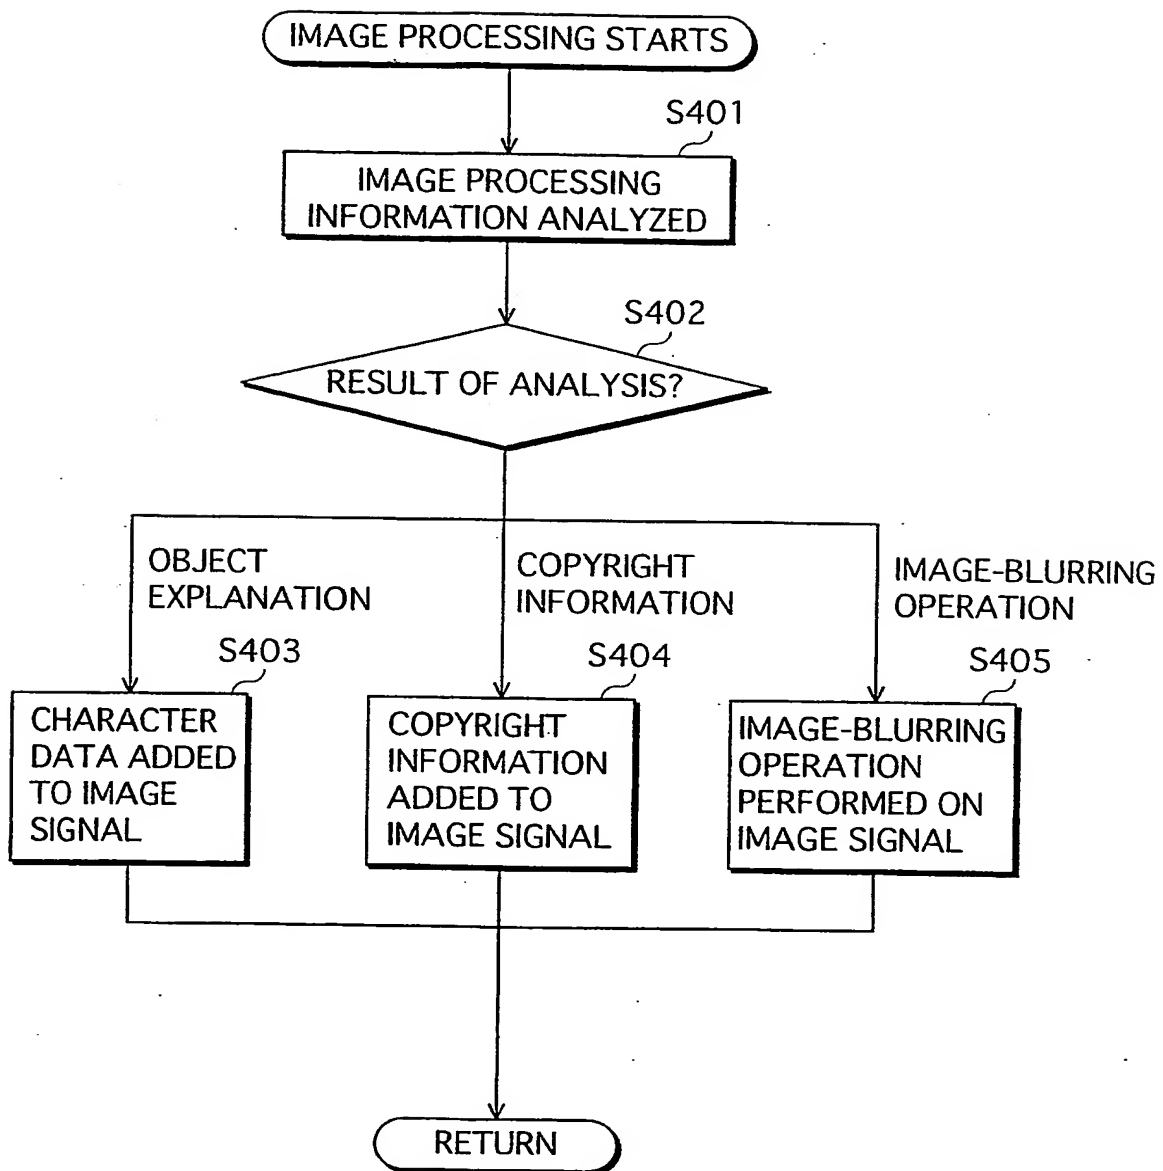 IMAGE PROCESSING STARTS
S401
IMAGE PROCESSING
INFORMATION ANALYZED
S402
RESULT OF ANALYSIS?
OBJECT
EXPLANATION
COPYRIGHT
INFORMATION
IMAGE-BLURRING
OPERATION
S403
S404
S405
CHARACTER
DATA ADDED
TO IMAGE
SIGNAL
COPYRIGHT
INFORMATION
ADDED TO
IMAGE SIGNAL
IMAGE-BLURRING
OPERATION
PERFORMED ON
IMAGE SIGNAL
RETURN